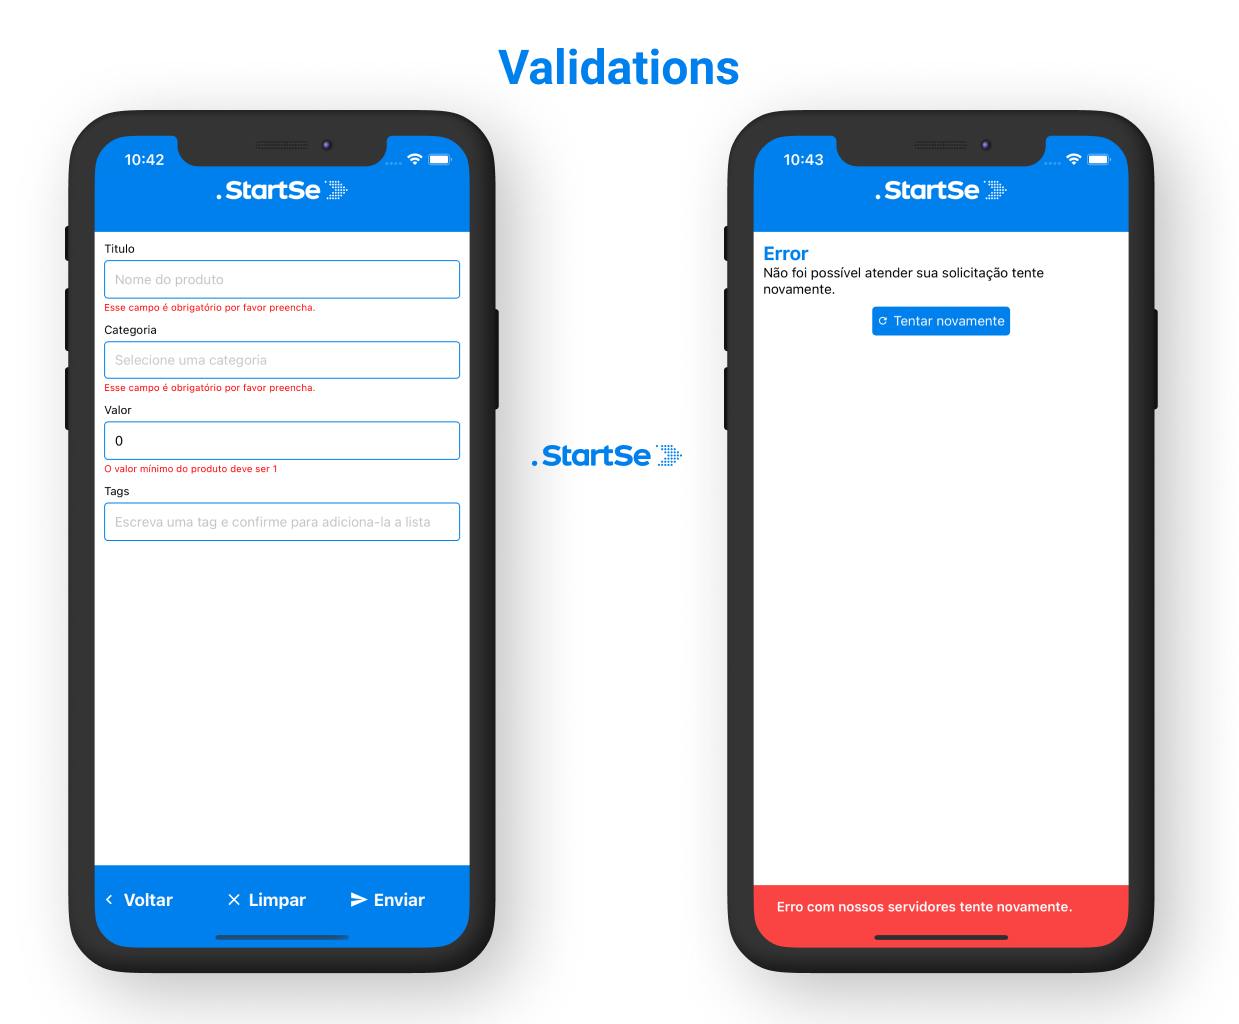 Validations
10:42
.StartSe
Titulo
Nome do produto
Esse campo é obrigatório por favor preencha.
Categoria
Selecione uma categoria
Esse campo é obrigatório por favor preencha.
Valor
0
O valor mínimo do produto deve ser 1
Tags
Escreva uma tag e confirme para adiciona-la a lista
Voltar
Limpar
Enviar
.StartSe
10:43
.StartSe
Error
Não foi possível atender sua solicitação tente
novamente.
Tentar novamente
Erro com nossos servidores tente novamente.